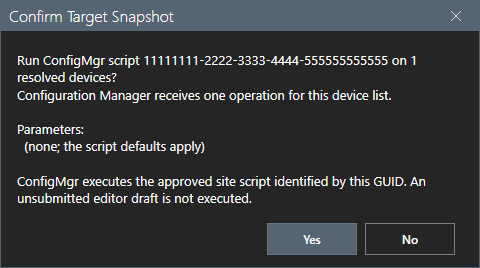 Confirm Target Snapshot
Run ConfigMgr script 11111111-2222-3333-4444-555555555555 on 1
resolved devices?
Configuration Manager receives one operation for this device list.
Parameters:
(none; the script defaults apply)
ConfigMgr executes the approved site script identified by this GUID. An
unsubmitted editor draft is not executed.
Yes
No